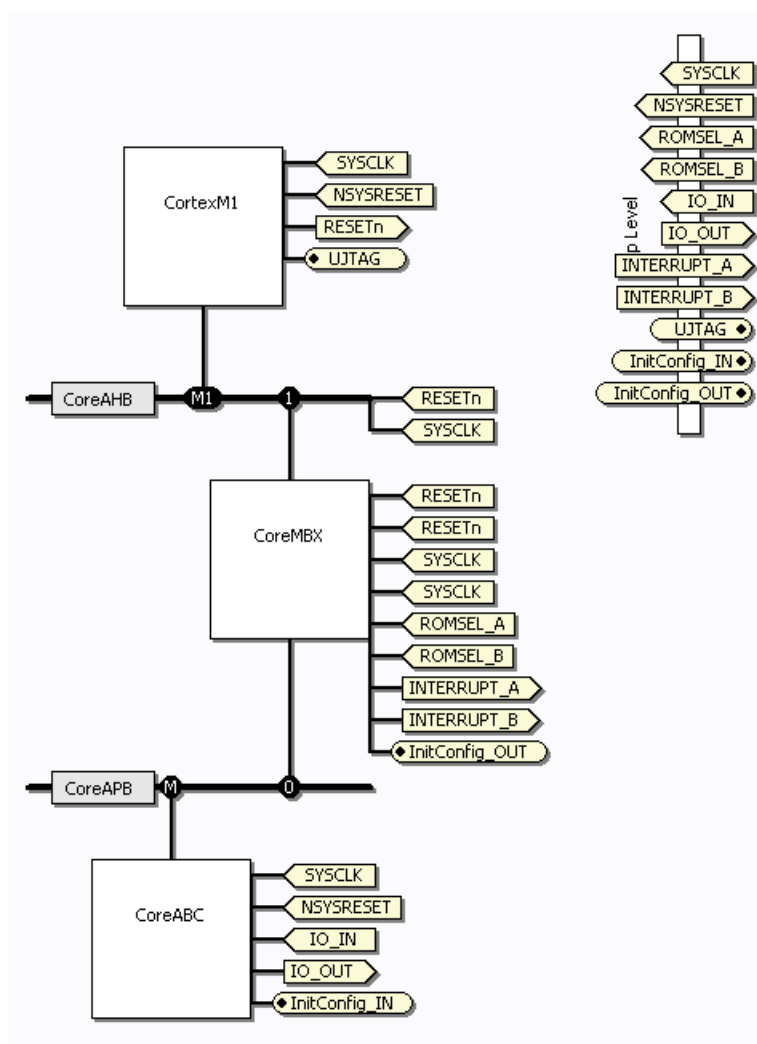 CortexM1
SYSCLK
NSYSRESET
RESETn
UJTAG
CoreAHB
M1
1
RESETn
SYSCLK
CoreMBX
RESETn
RESETn
SYSCLK
SYSCLK
ROMSEL_A
ROMSEL_B
INTERRUPT_A
INTERRUPT_B
InitConfig_OUT
CoreAPB
M
0
CoreABC
SYSCLK
NSYSRESET
IO_IN
IO_OUT
InitConfig_IN
SYSCLK
NSYSRESET
ROMSEL_A
ROMSEL_B
IO_IN
p Level
IO_OUT
INTERRUPT_A
INTERRUPT_B
UJTAG
InitConfig_IN
InitConfig_OUT